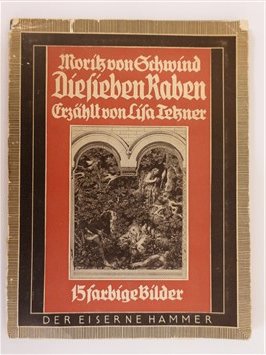 Moritz von Schwind
Die sieben Raben
Erzählt von Lisa Tetzner
15 farbige Bilder
DER EISERNE HAMMER